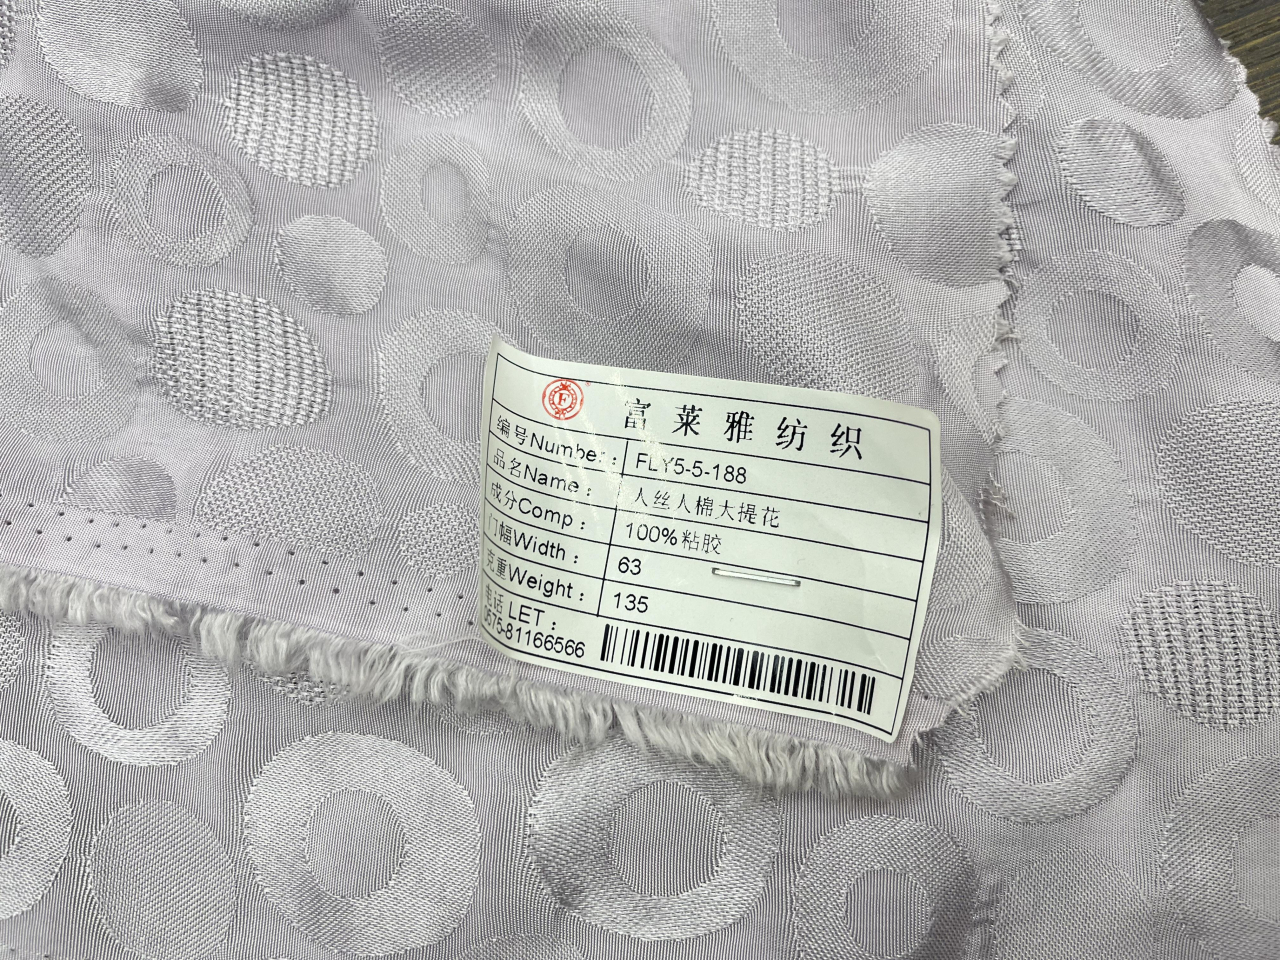 F
富莱雅纺织
编号Number: FLY5-5-188
品名Name: 人丝人棉大提花
成分Comp: 100%粘胶
门幅Width: 63
克重Weight: 135
电话 LET:
0575-81166566